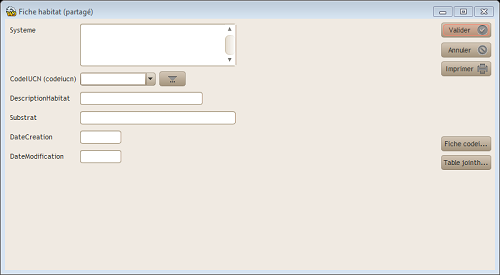 Fiche habitat (partagé)
Systeme
Valider
Annuler
Imprimer
CodeIUCN (codeiucn)
DescriptionHabitat
Substrat
DateCreation
DateModification
Fiche codei...
Table jointh...